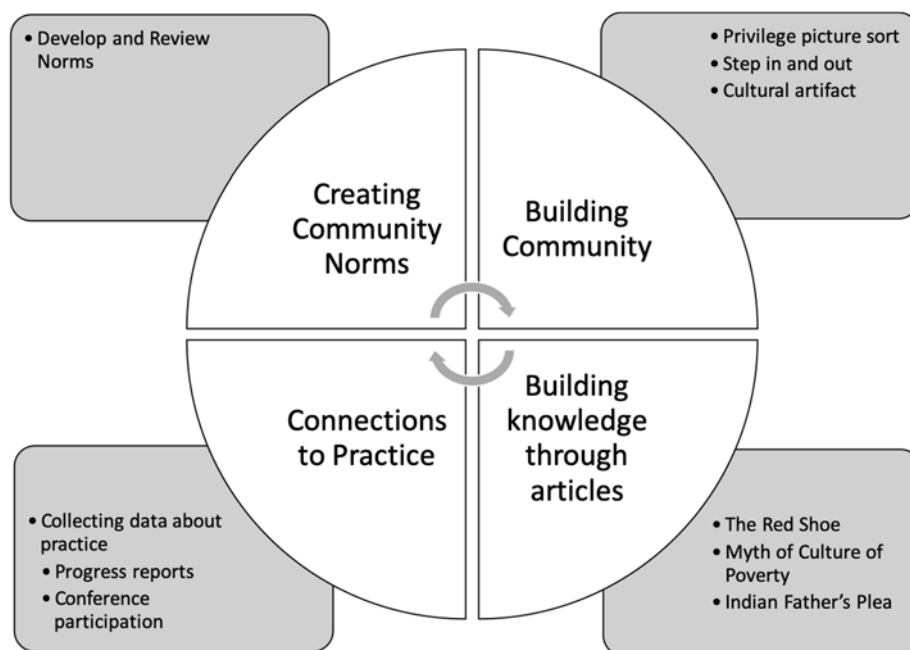 • Develop and Review
Norms
• Privilege picture sort
• Step in and out
• Cultural artifact
Creating
Community
Norms
Building
Community
Connections
to Practice
Building
knowledge
through
articles
• Collecting data about
practice
• Progress reports
• Conference
participation
• The Red Shoe
• Myth of Culture of
Poverty
• Indian Father’s Plea